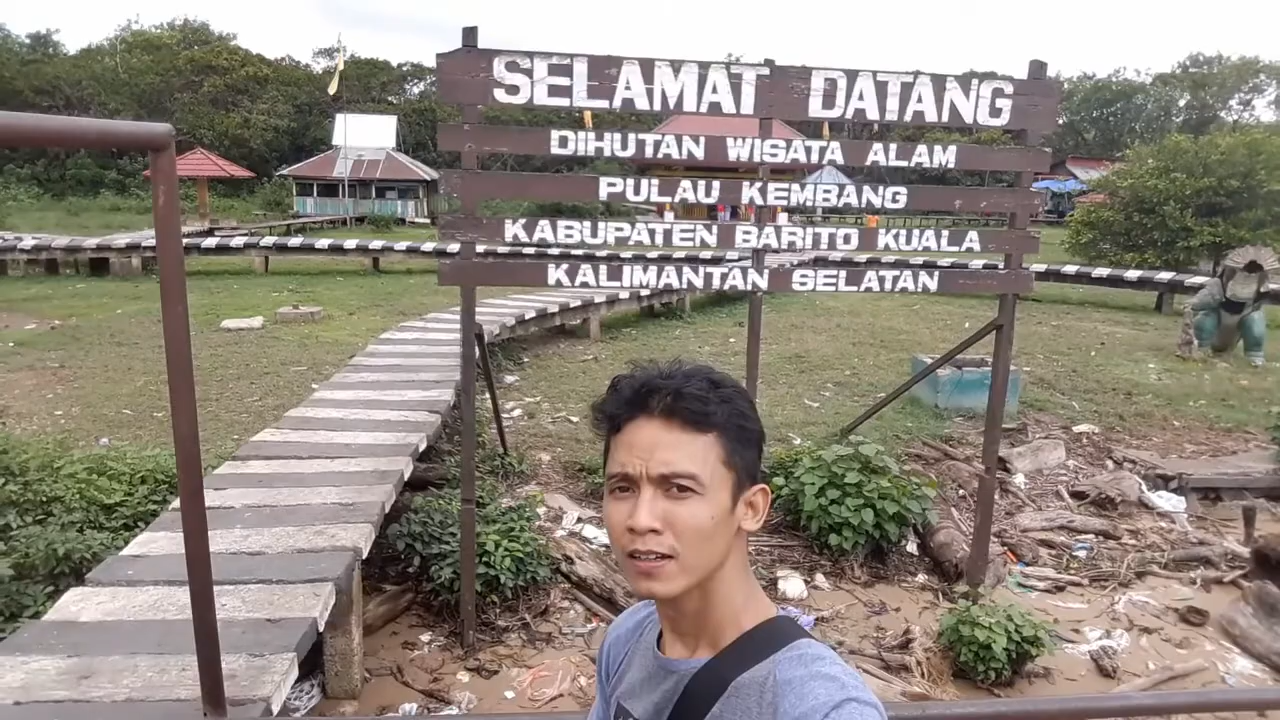 SELAMAT DATANG
DIHUTAN WISATA ALAM
PULAU KEMBANG
KABUPATEN BARITO KUALA
KALIMANTAN SELATAN